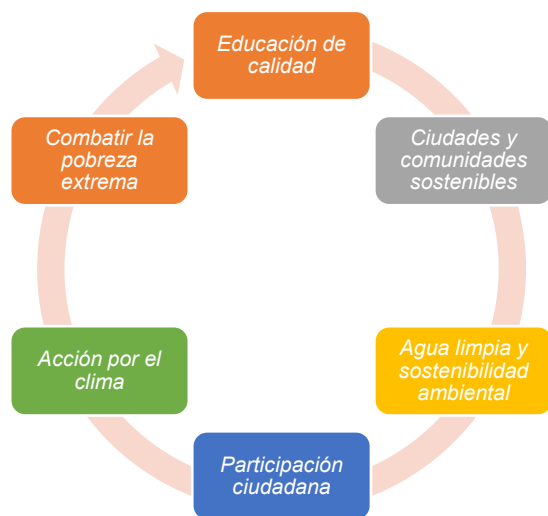 Educación de
calidad
Ciudades y
comunidades
sostenibles
Agua limpia y
sostenibilidad
ambiental
Participación
ciudadana
Acción por el
clima
Combatir la
pobreza
extrema